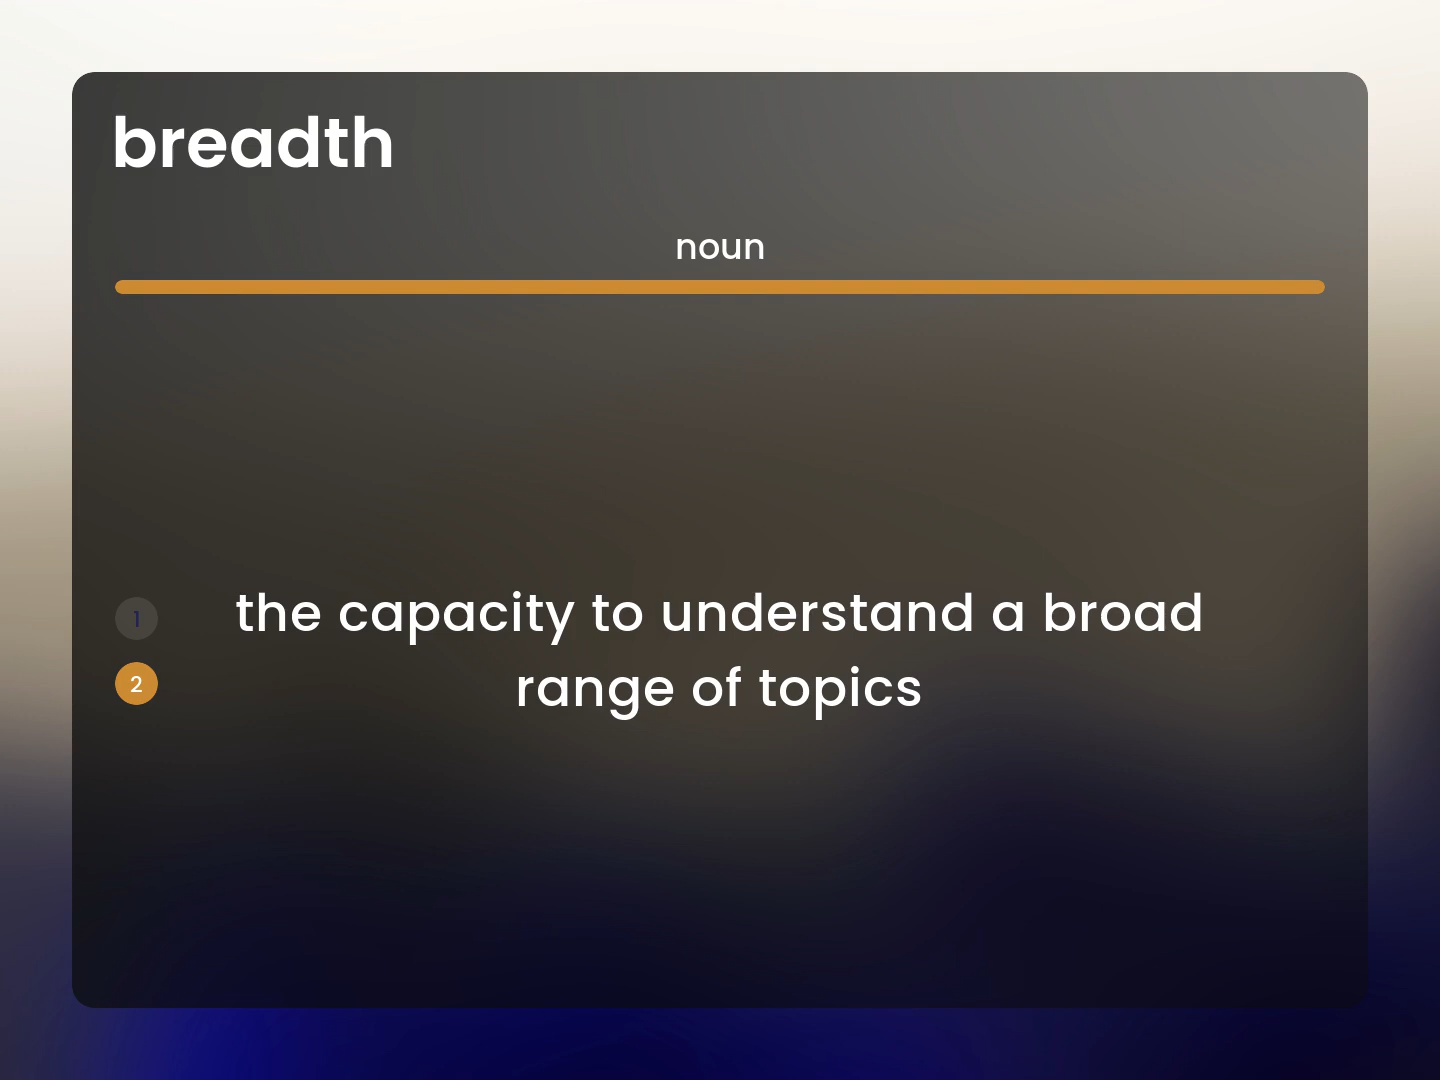 breadth
noun
1
the capacity to understand a broad
2
range of topics